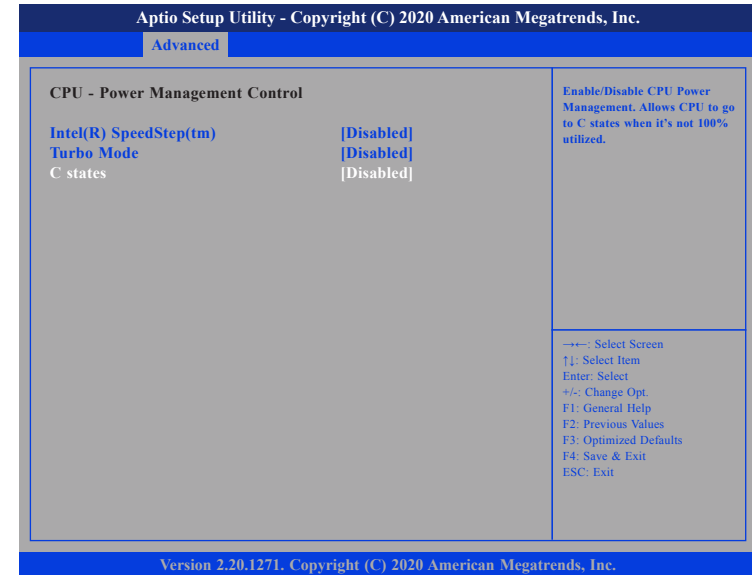 Aptio Setup Utility - Copyright (C) 2020 American Megatrends, Inc.
Advanced
CPU - Power Management Control
Intel(R) SpeedStep(tm) [Disabled]
Turbo Mode [Disabled]
C states [Disabled]
Enable/Disable CPU Power
Management. Allows CPU to go
to C states when it’s not 100%
utilized.
→←: Select Screen
↑↓: Select Item
Enter: Select
+/-: Change Opt.
F1: General Help
F2: Previous Values
F3: Optimized Defaults
F4: Save & Exit
ESC: Exit
Version 2.20.1271. Copyright (C) 2020 American Megatrends, Inc.